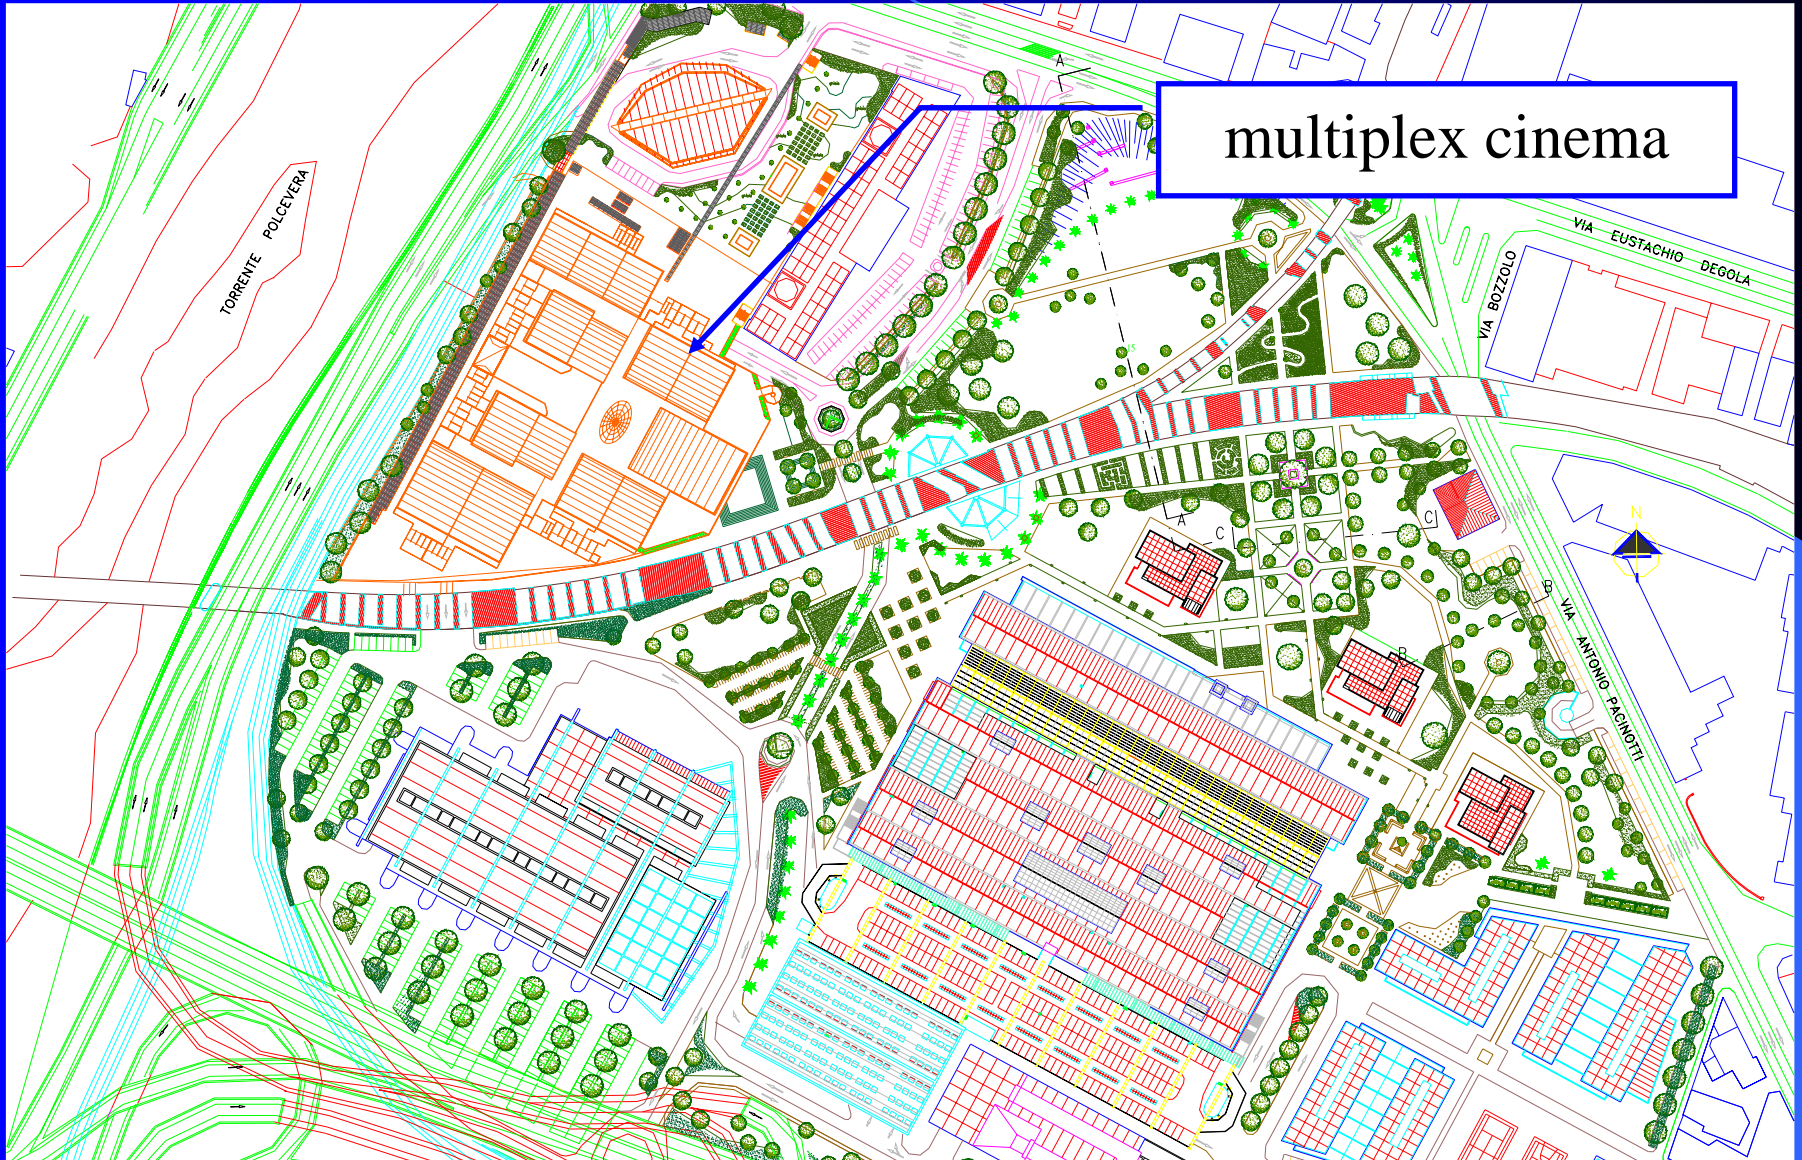 A
multiplex cinema
TORRENTE POLCEVERA
VIA EUSTACHIO DEGOLA
VIA BOZZOLO
A
C
C
N
B
B
VIA ANTONIO PACINOTTI